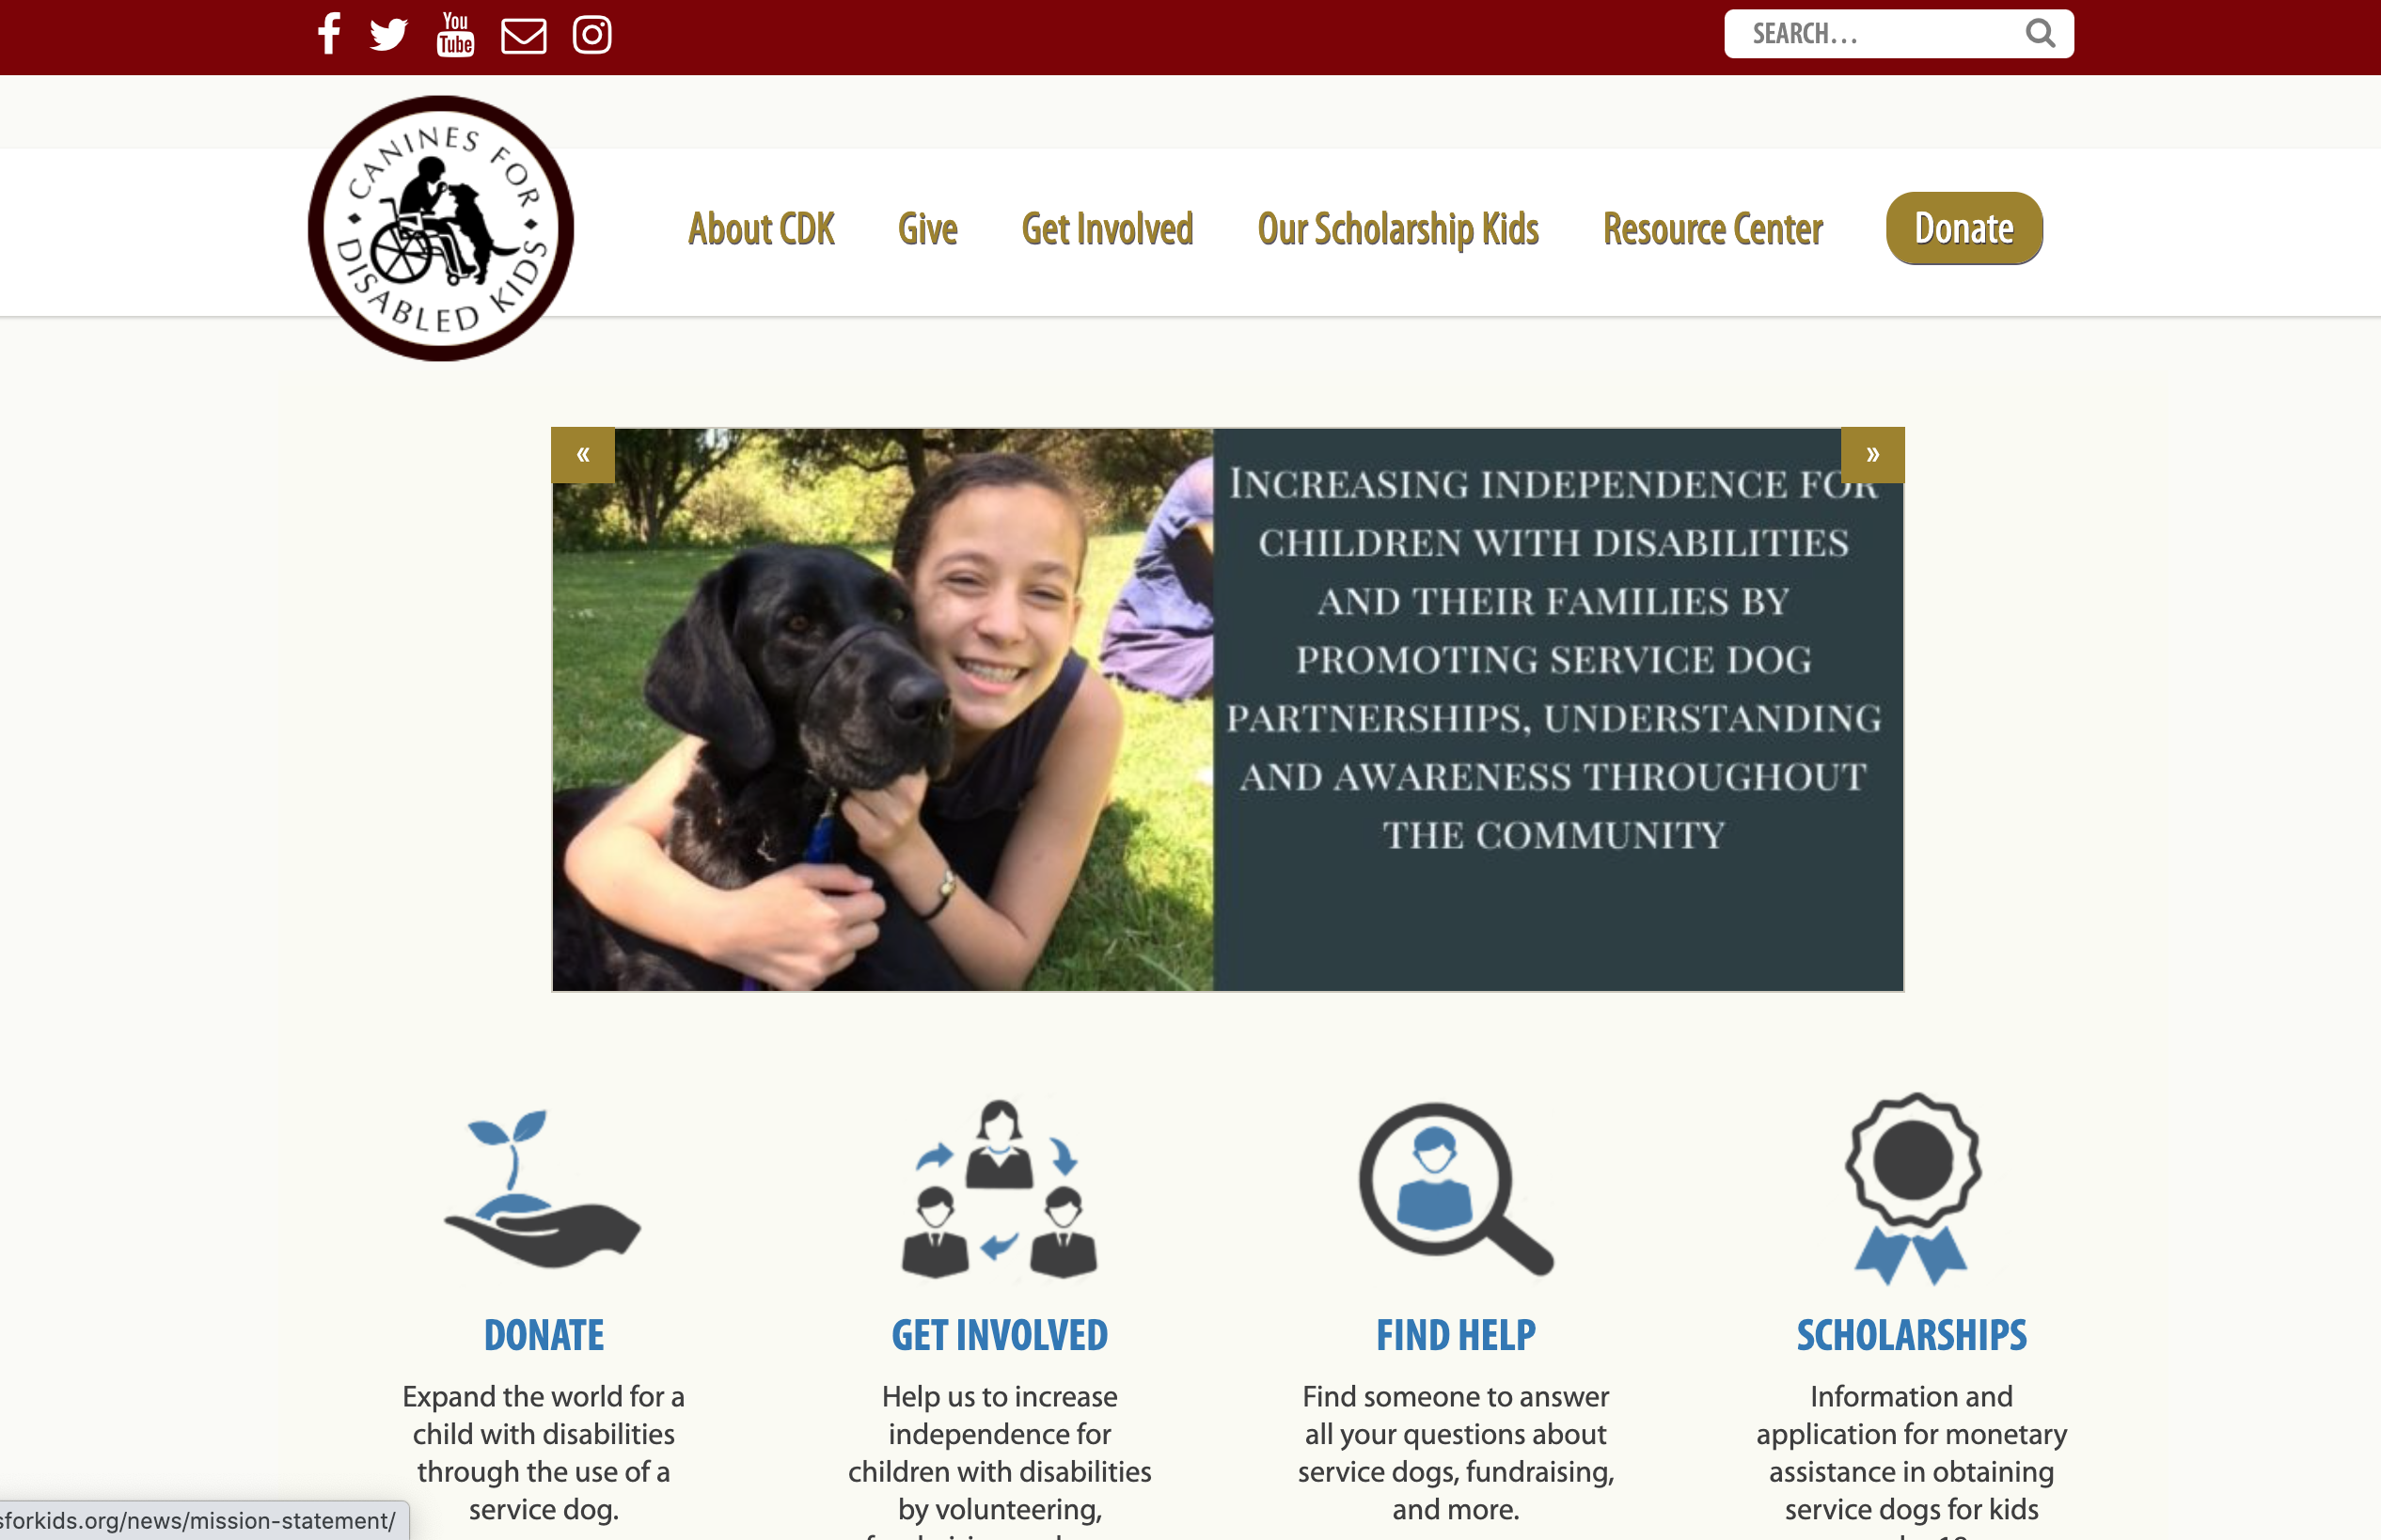 You
Tube
SEARCH...
CANINES FOR
DISABLED KIDS
About CDK
Give
Get Involved
Our Scholarship Kids
Resource Center
Donate
«
»
INCREASING INDEPENDENCE FOR
CHILDREN WITH DISABILITIES
AND THEIR FAMILIES BY
PROMOTING SERVICE DOG
PARTNERSHIPS, UNDERSTANDING
AND AWARENESS THROUGHOUT
THE COMMUNITY
DONATE
Expand the world for a
child with disabilities
through the use of a
service dog.
GET INVOLVED
Help us to increase
independence for
children with disabilities
by volunteering,
FIND HELP
Find someone to answer
all your questions about
service dogs, fundraising,
and more.
SCHOLARSHIPS
Information and
application for monetary
assistance in obtaining
service dogs for kids
sforkids.org/news/mission-statement/